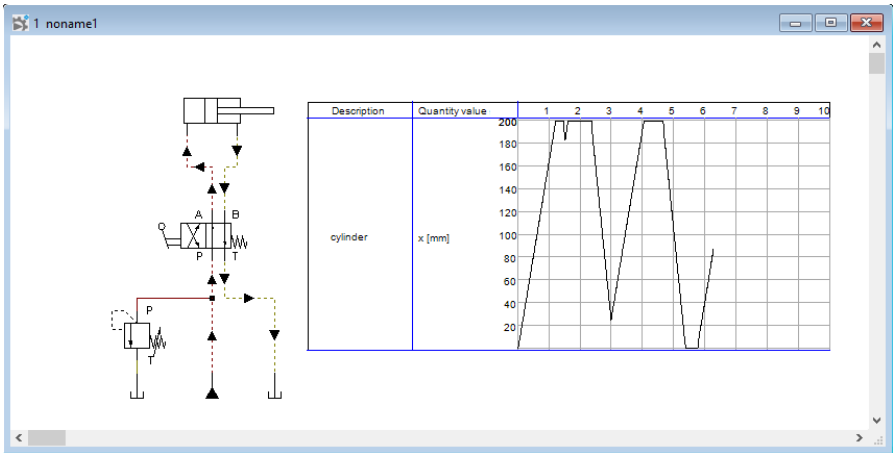 1 noname1
Description Quantity value 1 2 3 4 5 6 7 8 9 10
200
180
160
140
120
100
80
60
40
20
cylinder x [mm]
A B
P T
P
T